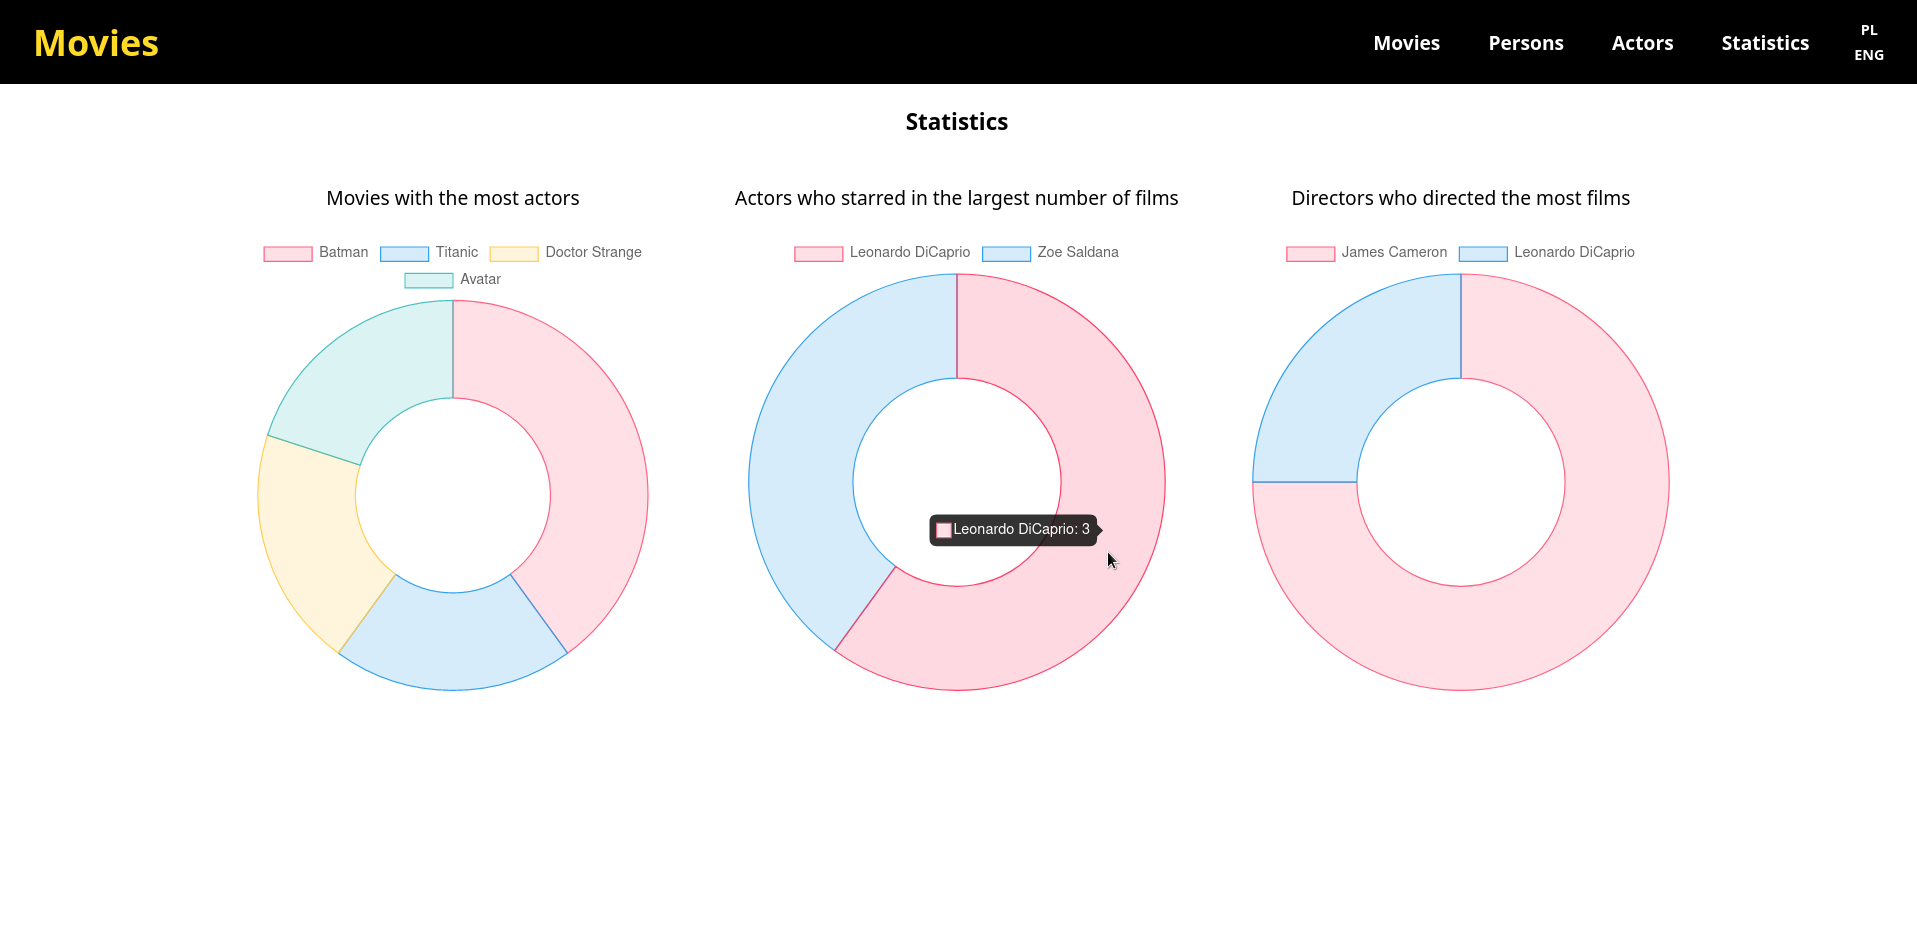 Movies
Movies Persons Actors Statistics PL
ENG
Statistics
Movies with the most actors
Batman Titanic Doctor Strange
Avatar
Actors who starred in the largest number of films
Leonardo DiCaprio Zoe Saldana
Leonardo DiCaprio: 3
Directors who directed the most films
James Cameron Leonardo DiCaprio